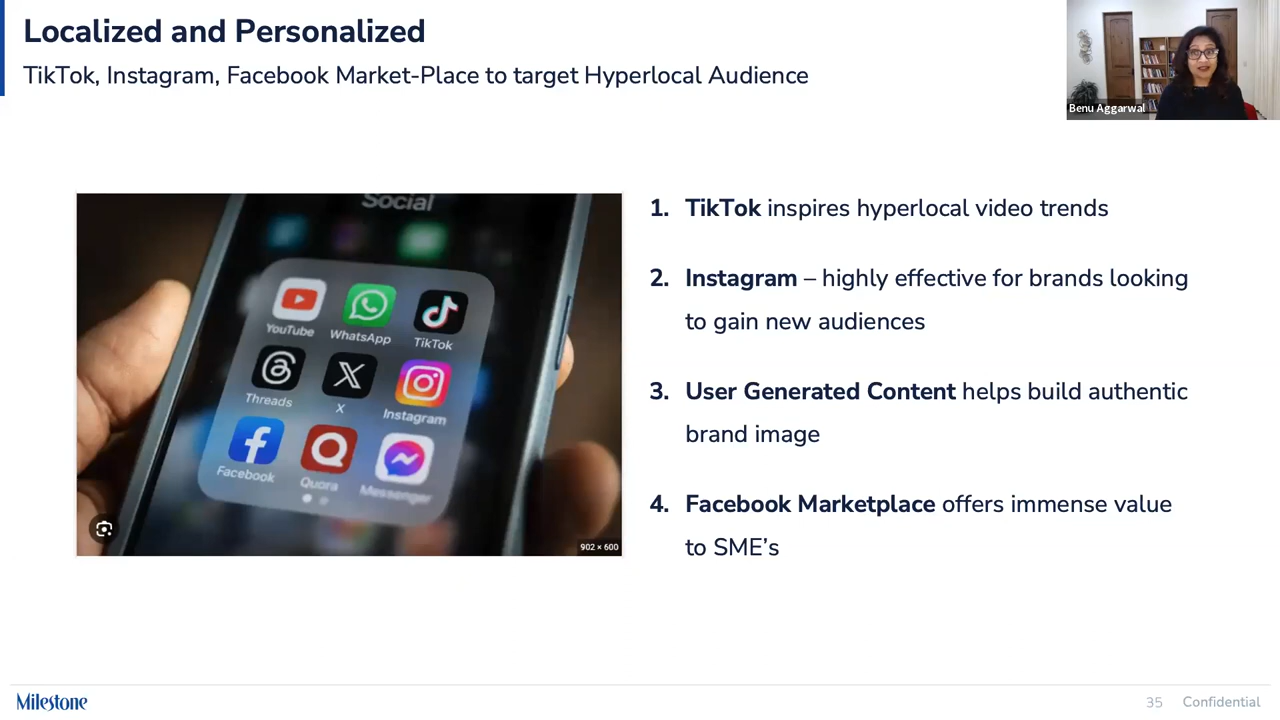 Localized and Personalized
TikTok, Instagram, Facebook Market-Place to target Hyperlocal Audience
Benu Aggarwal
Social
YouTube
WhatsApp
TikTok
Threads
X
Instagram
Facebook
Quora
Messenger
902 × 600
1. TikTok inspires hyperlocal video trends
2. Instagram – highly effective for brands looking
to gain new audiences
3. User Generated Content helps build authentic
brand image
4. Facebook Marketplace offers immense value
to SME’s
Milestone
35
Confidential